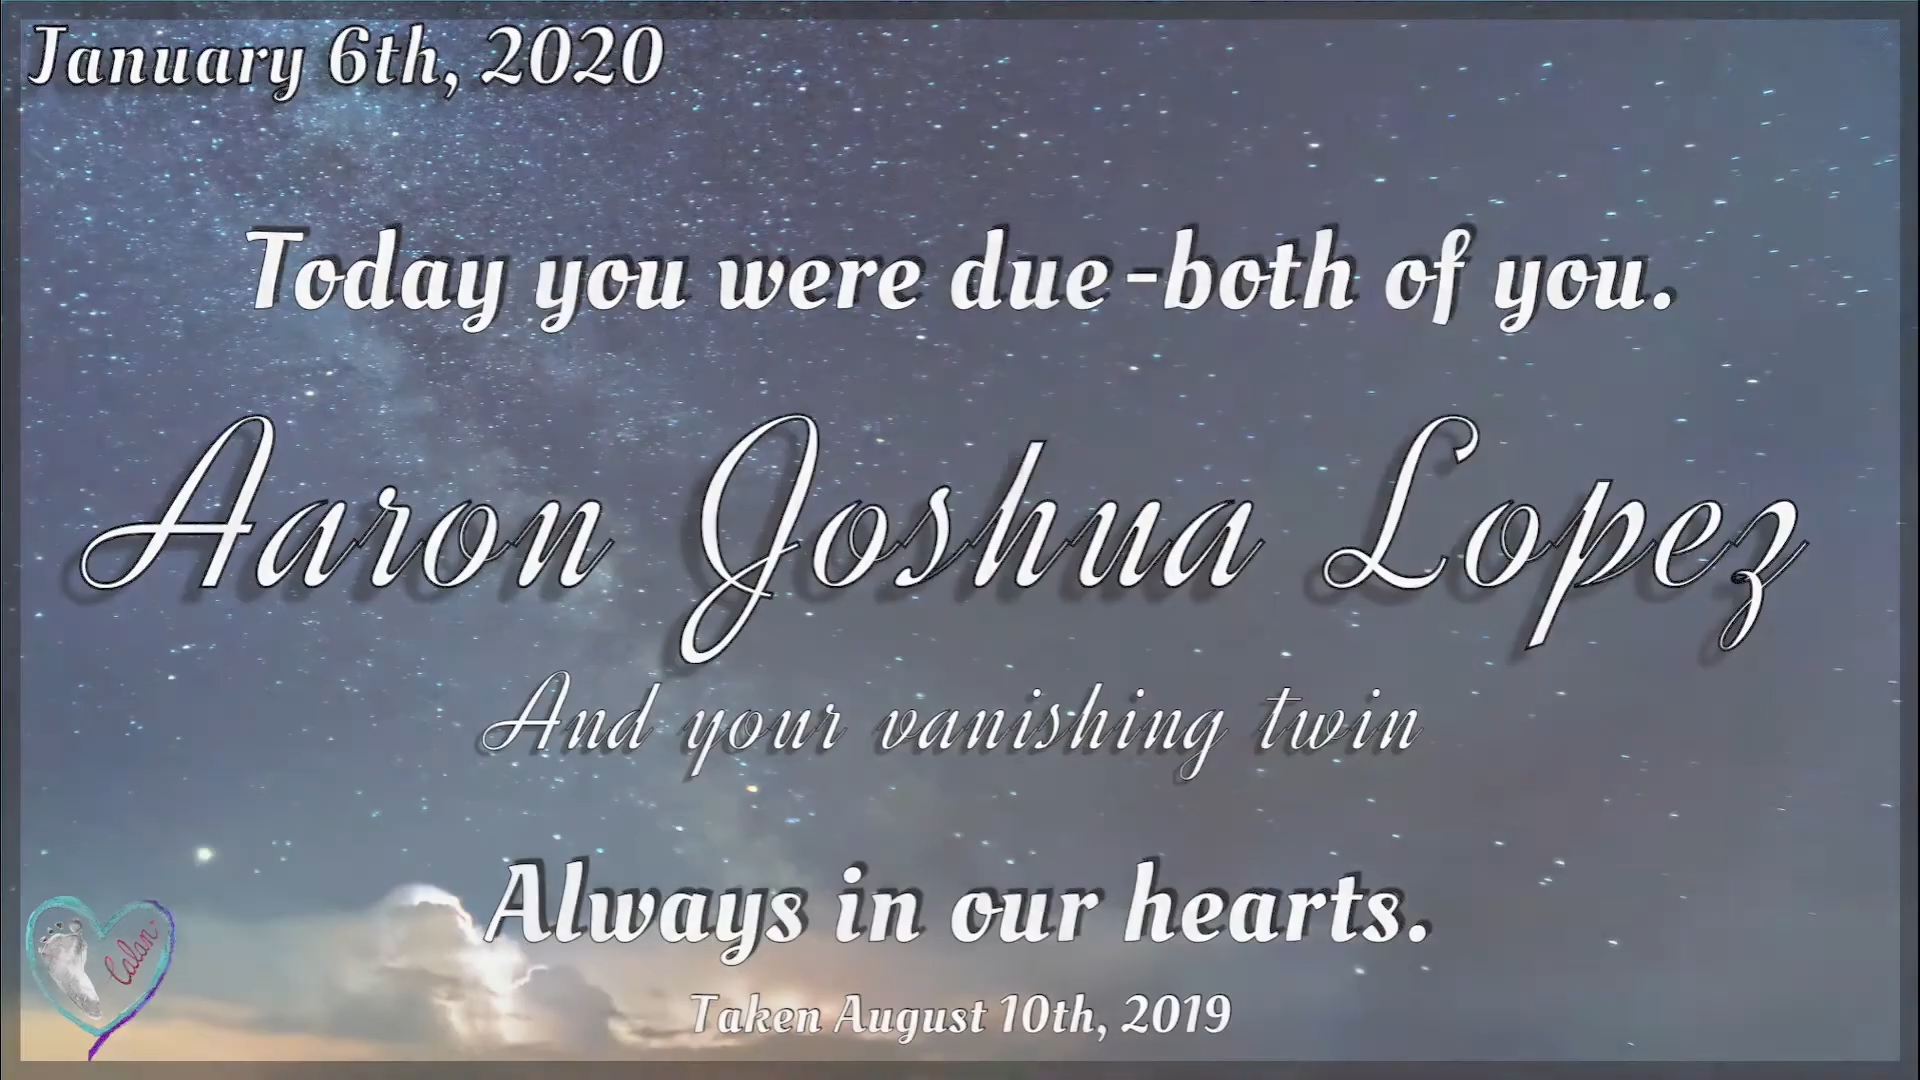 January 6th, 2020
Today you were due-both of you.
Aaron Joshua Lopez
And your vanishing twin
Always in our hearts.
Calan
Taken August 10th, 2019